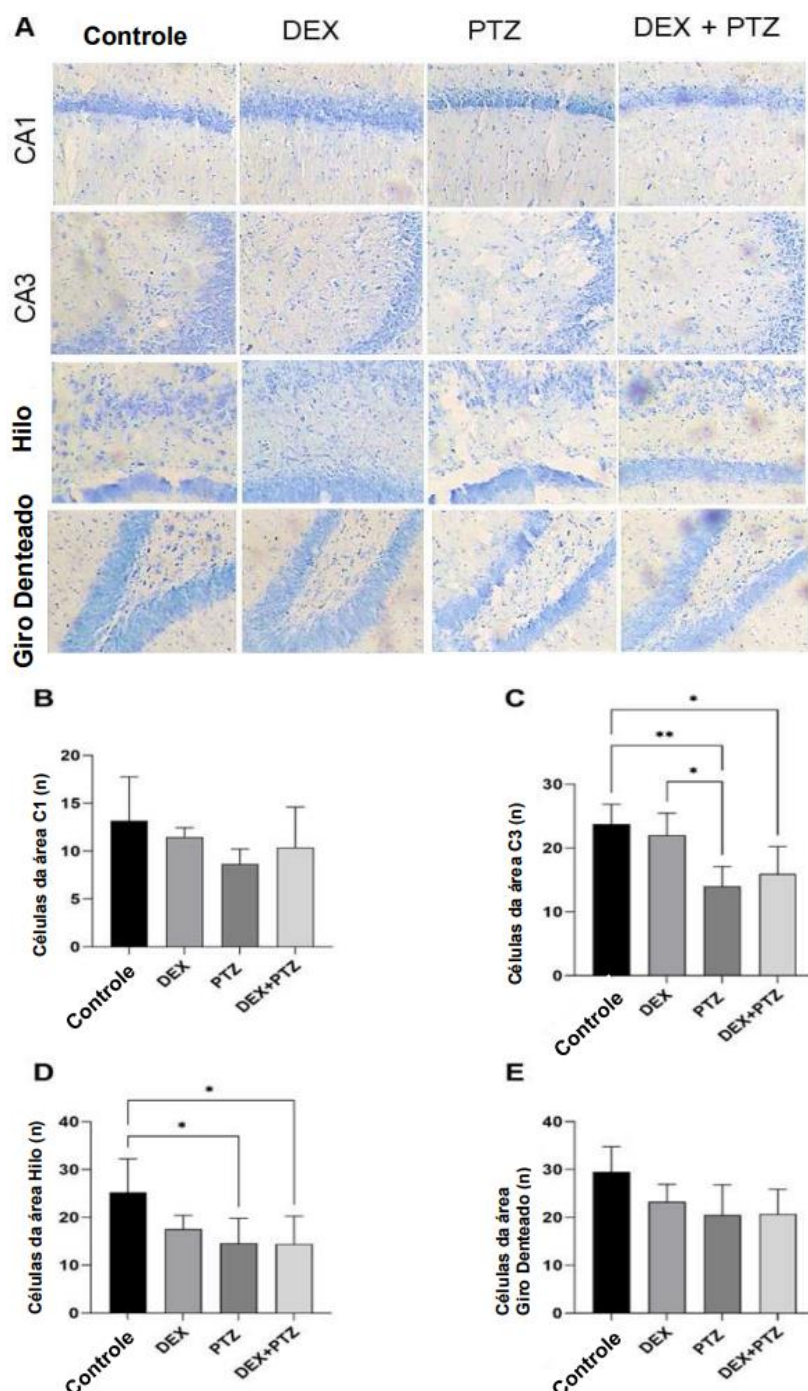 A
Controle DEX PTZ DEX + PTZ
CA1
CA3
Hilo
Giro Denteado
B
Células da área C1 (n)
20
15
10
5
0
Controle DEX PTZ DEX+PTZ
C
* 
**
*
Células da área C3 (n)
30
20
10
0
Controle DEX PTZ DEX+PTZ
D
*
*
Células da área Hilo (n)
40
30
20
10
0
Controle DEX PTZ DEX+PTZ
E
Células da área
Giro Denteado (n)
40
30
20
10
0
Controle DEX PTZ DEX+PTZ